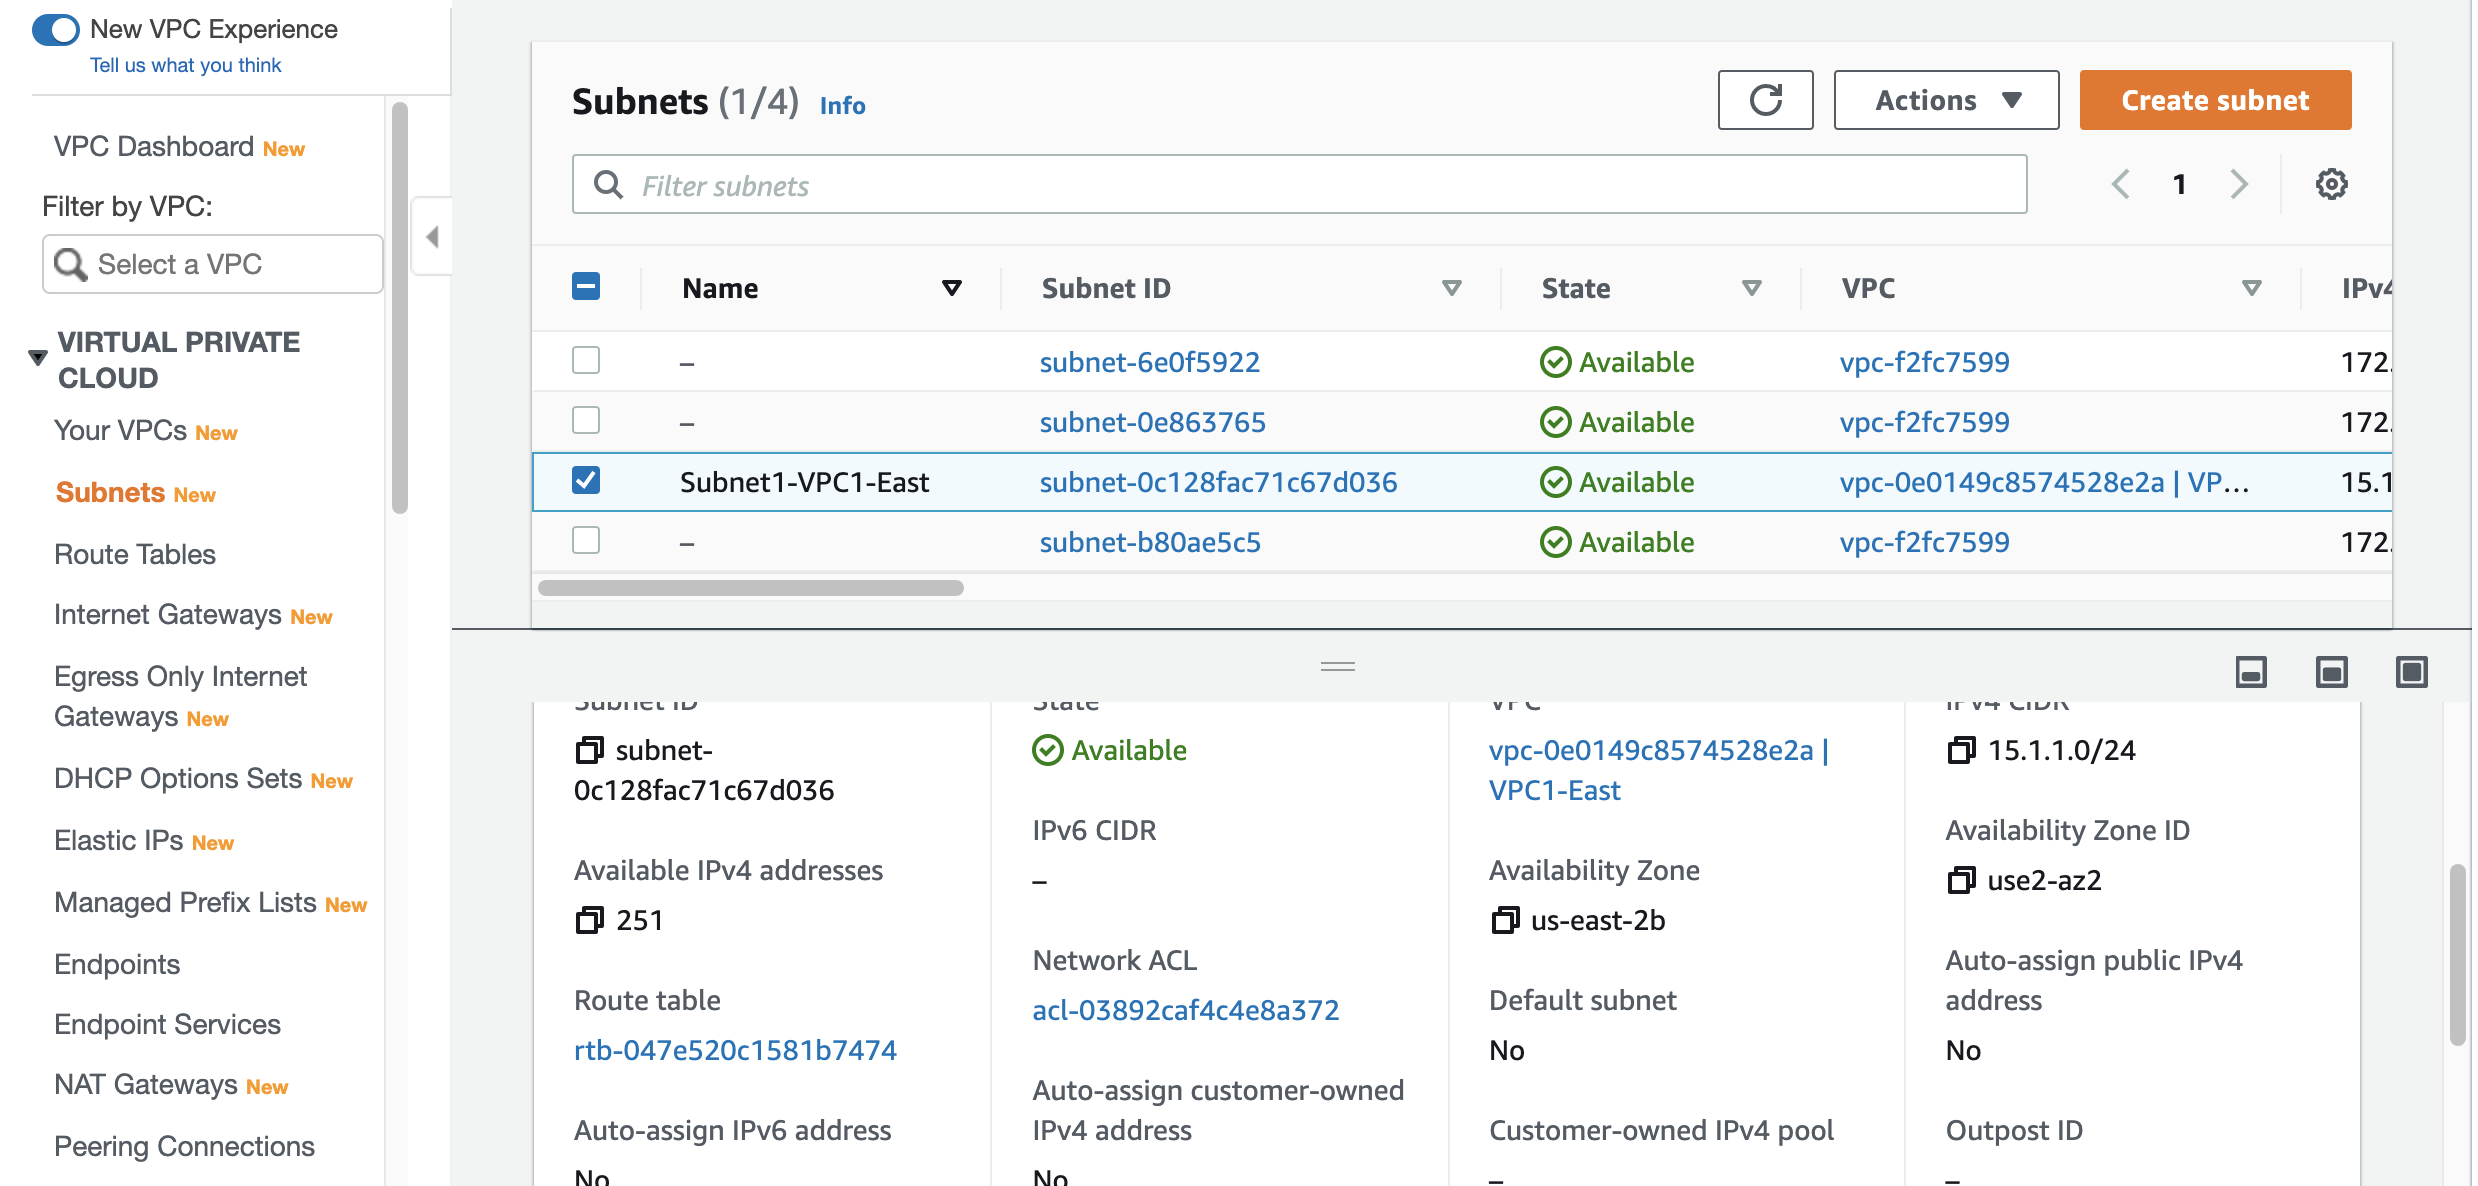 New VPC Experience
Tell us what you think
VPC Dashboard New
Filter by VPC:
Select a VPC
VIRTUAL PRIVATE
CLOUD
Your VPCs New
Subnets New
Route Tables
Internet Gateways New
Egress Only Internet
Gateways New
DHCP Options Sets New
Elastic IPs New
Managed Prefix Lists New
Endpoints
Endpoint Services
NAT Gateways New
Peering Connections
Subnets (1/4) Info
Actions
Create subnet
Filter subnets
1
Name Subnet ID State VPC IPv4
– subnet-6e0f5922 Available vpc-f2fc7599 172.
– subnet-0e863765 Available vpc-f2fc7599 172.
Subnet1-VPC1-East subnet-0c128fac71c67d036 Available vpc-0e0149c8574528e2a | VP... 15.1
– subnet-b80ae5c5 Available vpc-f2fc7599 172.
Subnet ID
subnet-
0c128fac71c67d036
Available IPv4 addresses
251
Route table
rtb-047e520c1581b7474
Auto-assign IPv6 address
No
State
Available
IPv6 CIDR
–
Network ACL
acl-03892caf4c4e8a372
Auto-assign customer-owned
IPv4 address
No
VPC
vpc-0e0149c8574528e2a |
VPC1-East
Availability Zone
us-east-2b
Default subnet
No
Customer-owned IPv4 pool
–
IPv4 CIDR
15.1.1.0/24
Availability Zone ID
use2-az2
Auto-assign public IPv4
address
No
Outpost ID
–